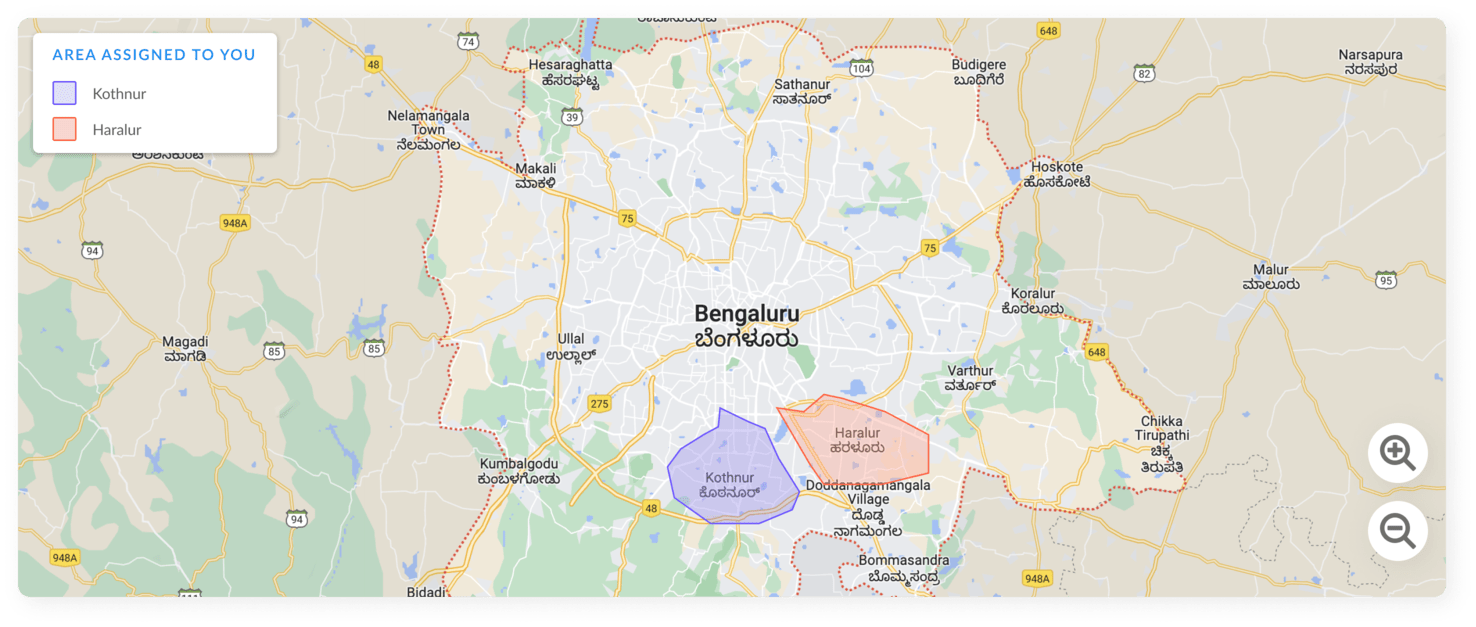 AREA ASSIGNED TO YOU
Kothnur
Haralur
74
48
Hesaraghatta
ಹೆಸರಘಟ್ಟ
39
Sathanur
ಸಾತನೂರ್
104
Budigere
ಬೂದಿಗೆರೆ
648
82
Narsapura
ನರಸಪುರ
Nelamangala
Town
ನೆಲಮಂಗಲ
Makali
ಮಾಕಳಿ
Hoskote
ಹೊಸಕೋಟೆ
948A
94
75
75
Malur
ಮಾಲೂರು
95
Koralur
ಕೊರಲೂರು
Bengaluru
ಬೆಂಗಳೂರು
Magadi
ಮಾಗಡಿ
85
85
Ullal
ಉಲ್ಲಾಲ್
648
Varthur
ವರ್ತೂರ್
275
Chikka
Tirupathi
ಚಿಕ್ಕ
ತಿರುಪತಿ
Haralur
ಹರಳೂರು
Kumbalgodu
ಕುಂಬಳಗೋಡು
Kothnur
ಕೊಠನೂರ್
Doddanagamangala
Village
ದೊಡ್ಡ
ನಾಗಮಂಗಲ
48
94
948A
Bommasandra
ಬೊಮ್ಮಸಂದ್ರ
948A
Bidadi